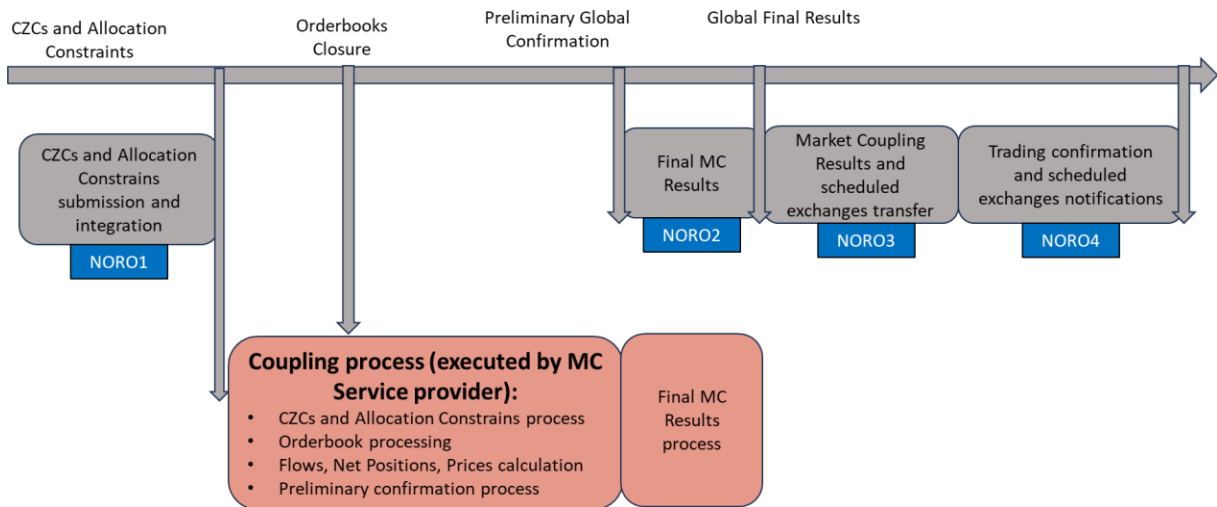 CZCs and Allocation
Constraints
Orderbooks
Closure
Preliminary Global
Confirmation
Global Final Results
CZCs and Allocation
Constrains
submission and
integration
NORO1
Final MC
Results
NORO2
Market Coupling
Results and
scheduled
exchanges transfer
NORO3
Trading confirmation
and scheduled
exchanges notifications
NORO4
Coupling process (executed by MC
Service provider):
• CZCs and Allocation Constrains process
• Orderbook processing
• Flows, Net Positions, Prices calculation
• Preliminary confirmation process
Final MC
Results
process